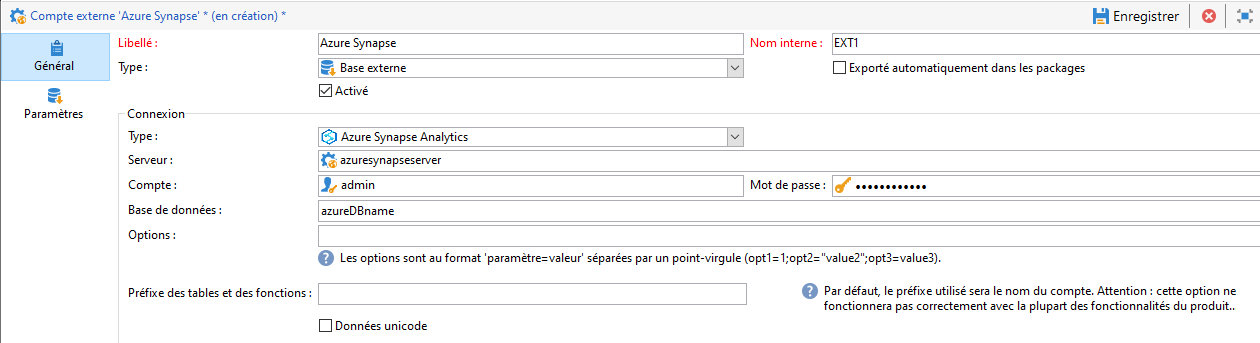 Compte externe 'Azure Synapse' * (en création) *
Enregistrer
Général
Paramètres
Libellé :
Azure Synapse
Nom interne :
EXT1
Type :
Base externe
Exporté automatiquement dans les packages
Activé
Connexion
Type :
Azure Synapse Analytics
Serveur :
azuresynapseserver
Compte :
admin
Mot de passe :
••••••••••••
Base de données :
azureDBname
Options :
Les options sont au format 'paramètre=valeur' séparées par un point-virgule (opt1=1;opt2="value2";opt3=value3).
Préfixe des tables et des fonctions :
Par défaut, le préfixe utilisé sera le nom du compte. Attention : cette option ne
fonctionnera pas correctement avec la plupart des fonctionnalités du produit..
Données unicode